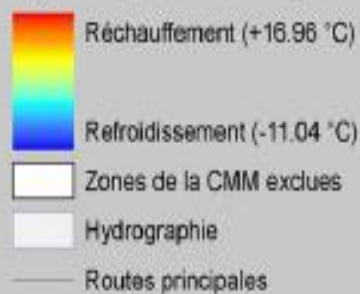 Réchauffement (+16.96 °C)
Refroidissement (-11.04 °C)
Zones de la CMM exclues
Hydrographie
Routes principales